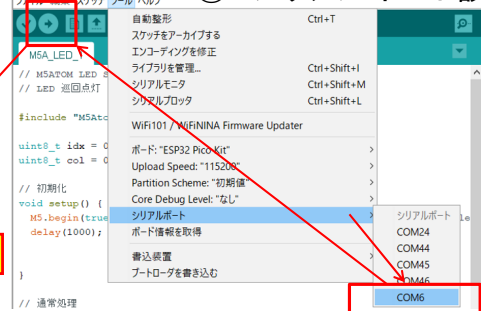 ツール ヘルプ
M5A_LED_
// M5ATOM LED S
// LED 巡回点灯
#include "M5Ato
uint8_t idx = 0
uint8_t col = 0
// 初期化
void setup() {
M5.begin(true
delay(1000);
}
// 通常処理
自動整形 Ctrl+T
スケッチをアーカイブする
エンコーディングを修正
ライブラリを管理... Ctrl+Shift+I
シリアルモニタ Ctrl+Shift+M
シリアルプロッタ Ctrl+Shift+L
WiFi101 / WiFiNINA Firmware Updater
ボード: "ESP32 Pico Kit"
Upload Speed: "115200"
Partition Scheme: "初期値"
Core Debug Level: "なし"
シリアルポート
ボード情報を取得
書込装置
ブートローダを書き込む
シリアルポート
COM24
COM44
COM45
COM46
COM6
le